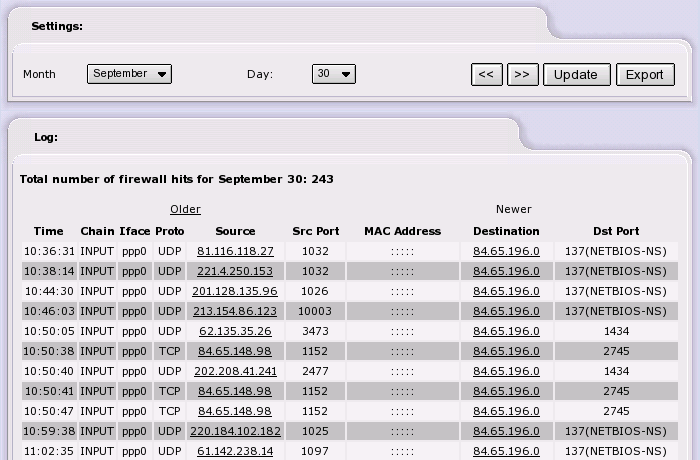 Settings:
Month September Day: 30 << >> Update Export
Log:
Total number of firewall hits for September 30: 243
Older Newer
Time Chain Iface Proto Source Src Port MAC Address Destination Dst Port
10:36:31 INPUT ppp0 UDP 81.116.118.27 1032 ::::: 84.65.196.0 137(NETBIOS-NS)
10:38:14 INPUT ppp0 UDP 221.4.250.153 1032 ::::: 84.65.196.0 137(NETBIOS-NS)
10:44:30 INPUT ppp0 UDP 201.128.135.96 1026 ::::: 84.65.196.0 137(NETBIOS-NS)
10:46:03 INPUT ppp0 UDP 213.154.86.123 10003 ::::: 84.65.196.0 137(NETBIOS-NS)
10:50:05 INPUT ppp0 UDP 62.135.35.26 3473 ::::: 84.65.196.0 1434
10:50:38 INPUT ppp0 TCP 84.65.148.98 1152 ::::: 84.65.196.0 2745
10:50:40 INPUT ppp0 UDP 202.208.41.241 2477 ::::: 84.65.196.0 1434
10:50:41 INPUT ppp0 TCP 84.65.148.98 1152 ::::: 84.65.196.0 2745
10:50:47 INPUT ppp0 TCP 84.65.148.98 1152 ::::: 84.65.196.0 2745
10:59:38 INPUT ppp0 UDP 220.184.102.182 1025 ::::: 84.65.196.0 137(NETBIOS-NS)
11:02:35 INPUT ppp0 UDP 61.142.238.14 1097 ::::: 84.65.196.0 137(NETBIOS-NS)